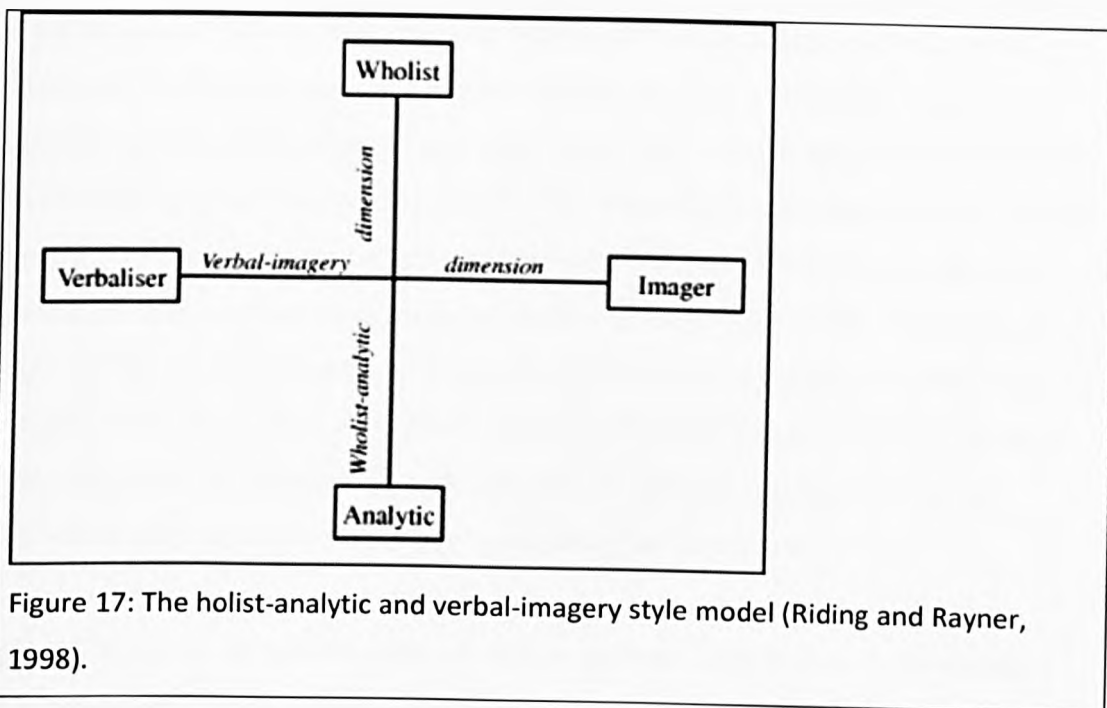 Wholist
dimension
Verbaliser
Verbal-imagery dimension
Imager
Wholist-analytic
Analytic
Figure 17: The holist-analytic and verbal-imagery style model (Riding and Rayner,
1998).